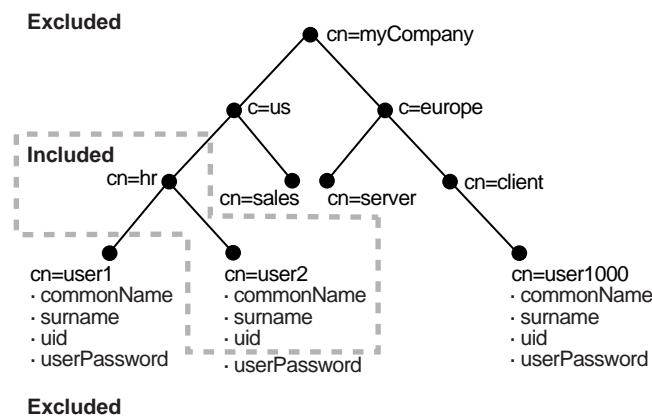 Excluded
cn=myCompany
c=us
c=europe
Included
cn=hr
cn=sales
cn=server
cn=client
cn=user1
· commonName
· surname
· uid
· userPassword
cn=user2
· commonName
· surname
· uid
· userPassword
cn=user1000
· commonName
· surname
· uid
· userPassword
Excluded